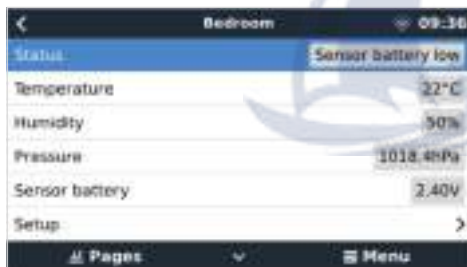 Bedroom 09:36
Status Sensor battery low
Temperature 22°C
Humidity 50%
Pressure 1018.4hPa
Sensor battery 2.40V
Setup
Pages Menu